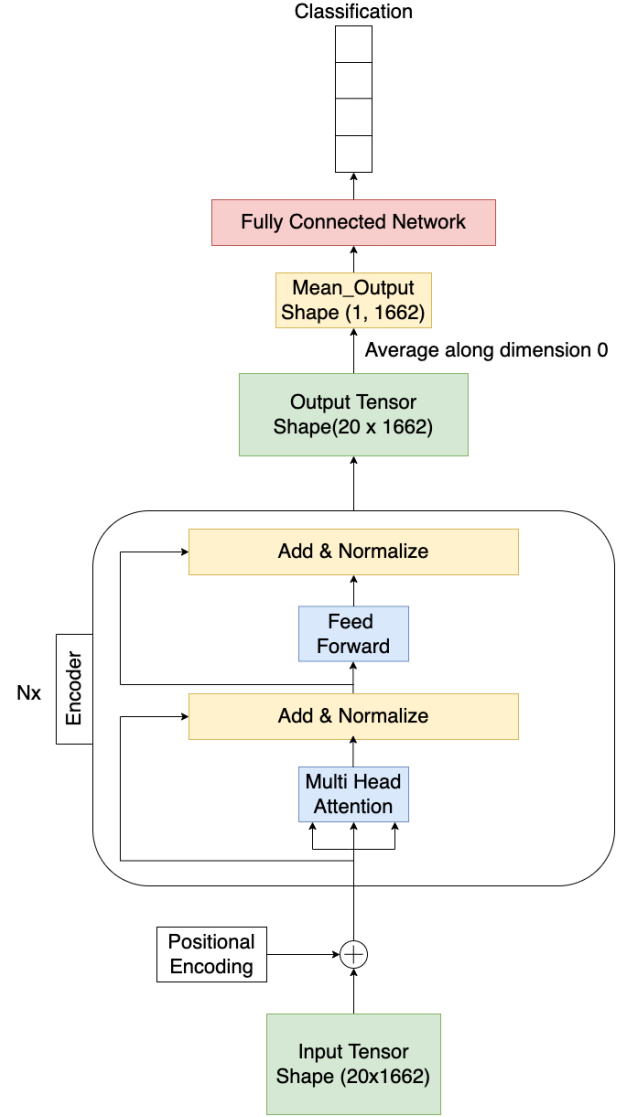 Classification
Fully Connected Network
Mean_Output
Shape (1, 1662)
Average along dimension 0
Output Tensor
Shape(20 x 1662)
Add & Normalize
Feed
Forward
Nx
Encoder
Add & Normalize
Multi Head
Attention
Positional
Encoding
Input Tensor
Shape (20x1662)